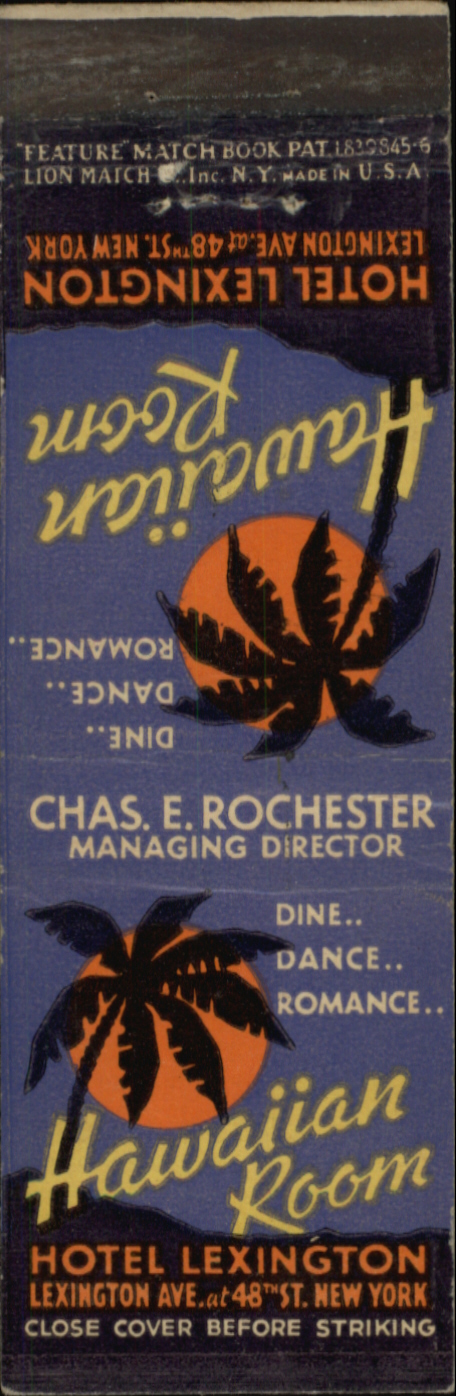 "FEATURE" MATCH BOOK PAT. 1839845-6
LION MATCH Inc. N.Y. MADE IN U.S.A.
HOTEL LEXINGTON
LEXINGTON AVE. at 48TH ST. NEW YORK
Hawaiian
Room
DINE..
DANCE..
ROMANCE..
CHAS. E. ROCHESTER
MANAGING DIRECTOR
DINE..
DANCE..
ROMANCE..
Hawaiian
Room
HOTEL LEXINGTON
LEXINGTON AVE. at 48TH ST. NEW YORK
CLOSE COVER BEFORE STRIKING